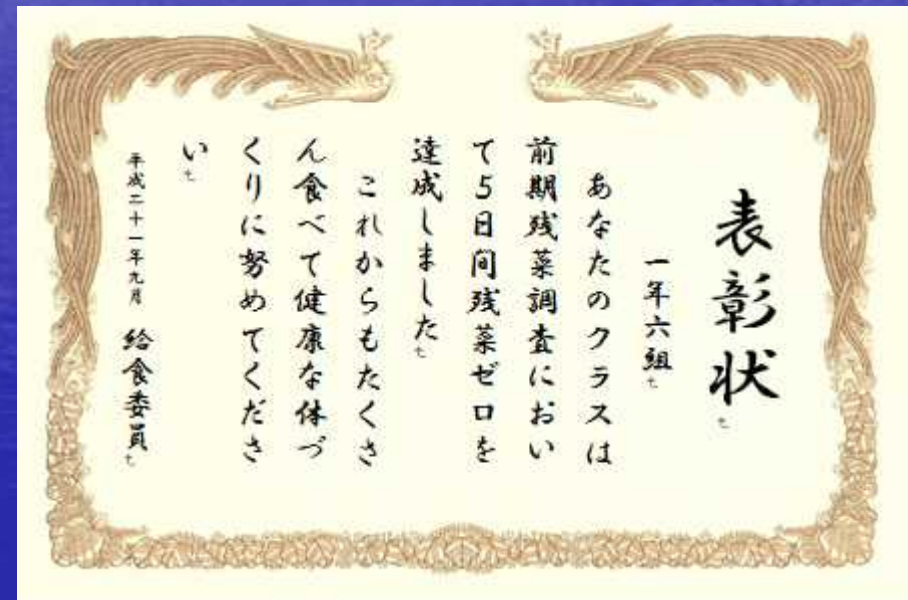 表彰状
一年六組
あなたのクラスは
前期残菜調査におい
て５日間残菜ゼロを
達成しました
これからもたくさ
ん食べて健康な体づ
くりに努めてくださ
い
平成二十一年九月　給食委員